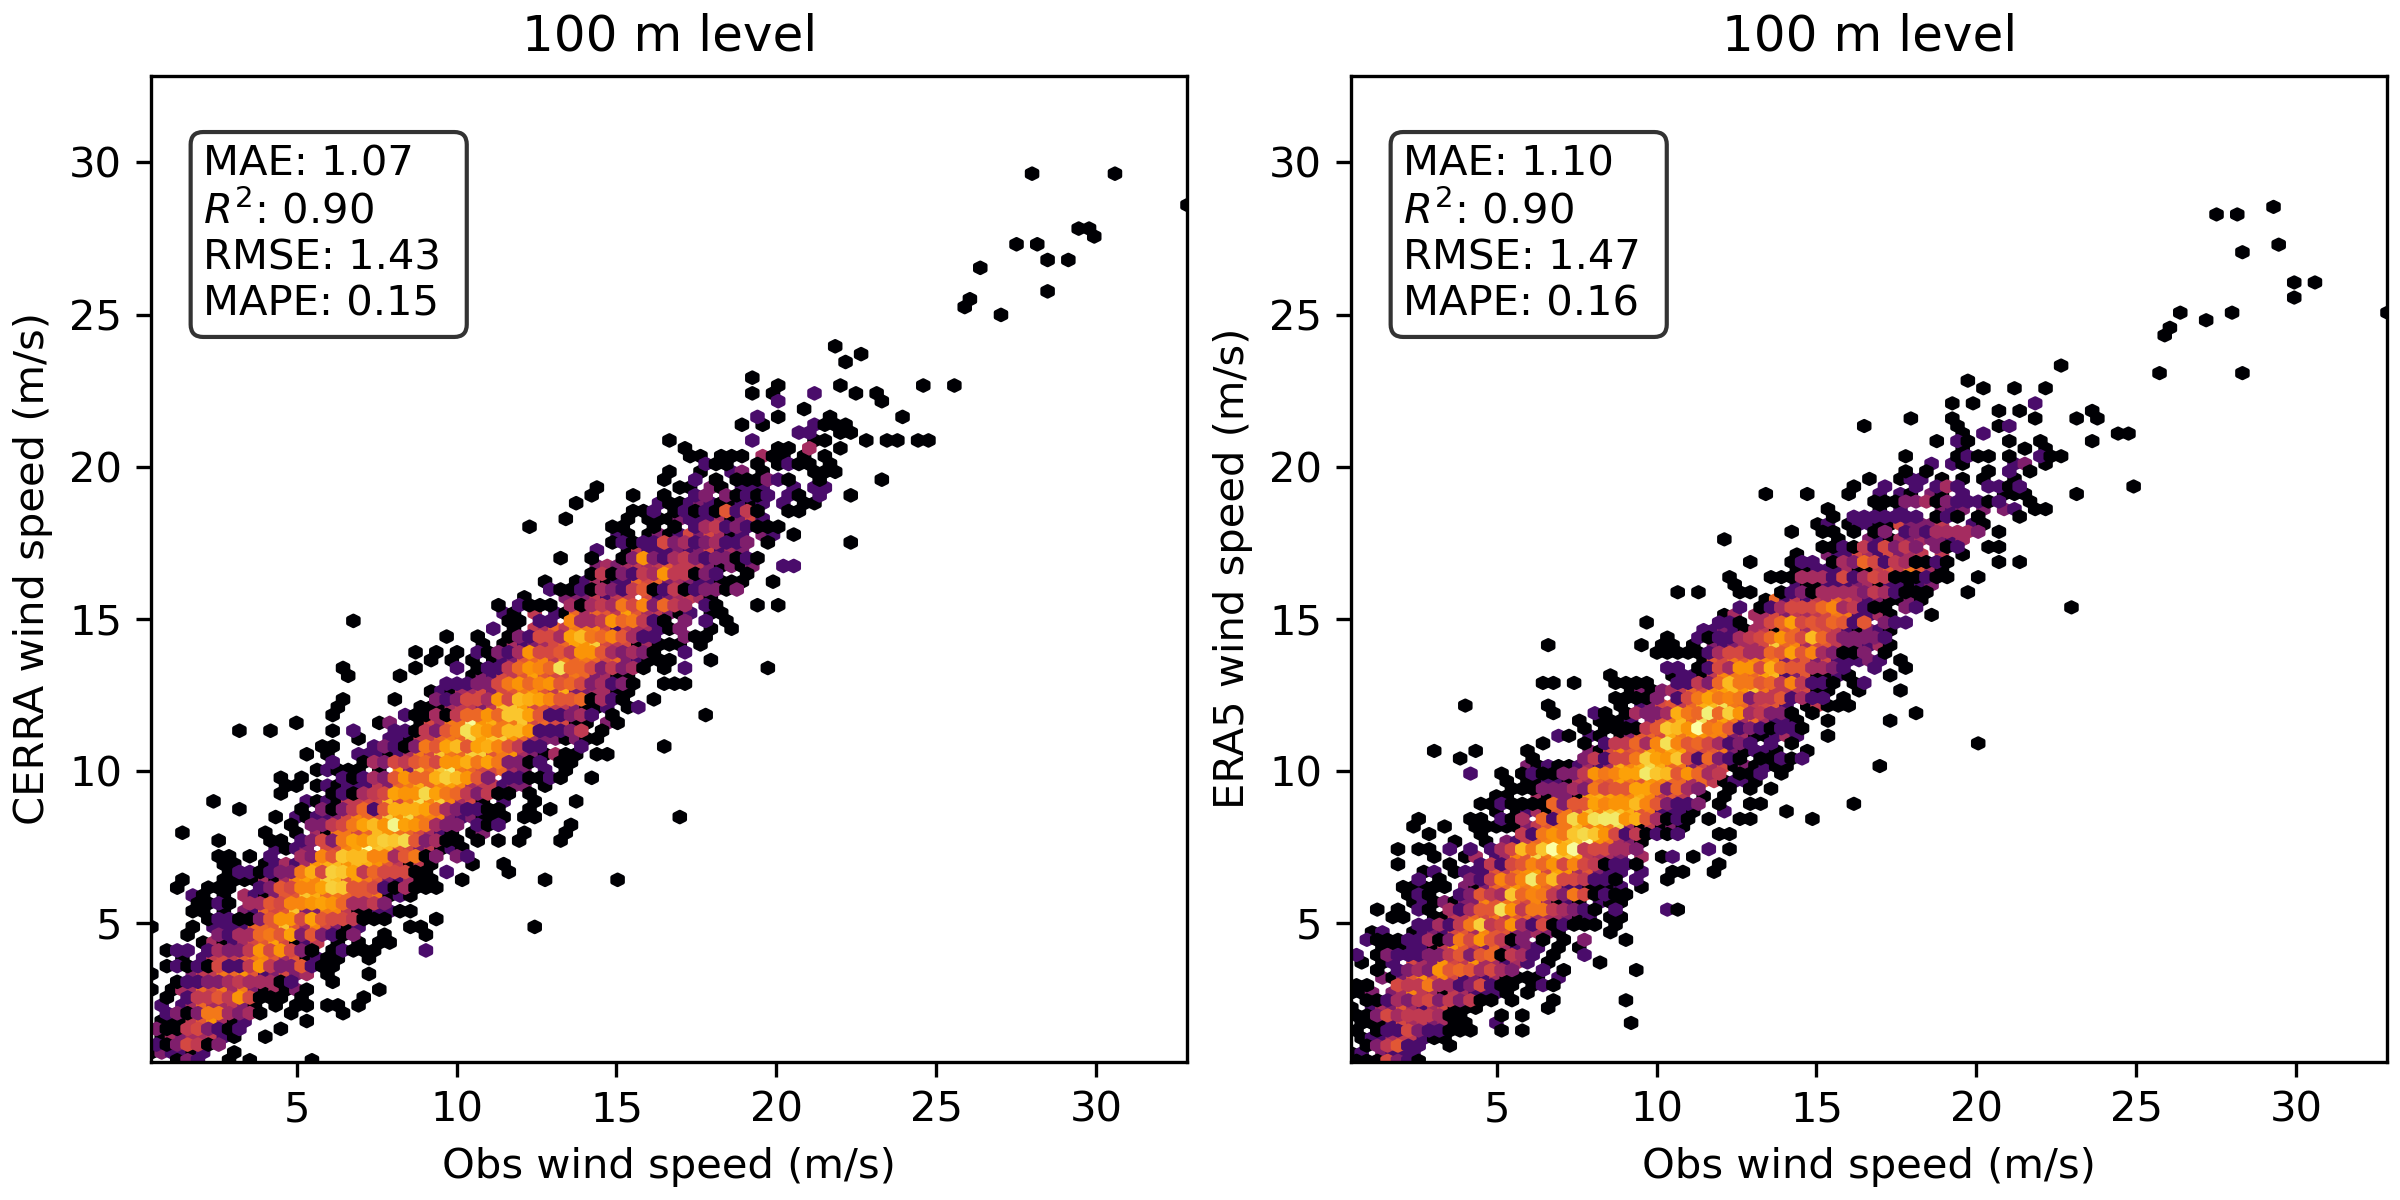 100 m level
MAE: 1.07
R²: 0.90
RMSE: 1.43
MAPE: 0.15
30
25
20
15
10
5
CERRA wind speed (m/s)
5 10 15 20 25 30
Obs wind speed (m/s)
100 m level
MAE: 1.10
R²: 0.90
RMSE: 1.47
MAPE: 0.16
30
25
20
15
10
5
ERA5 wind speed (m/s)
5 10 15 20 25 30
Obs wind speed (m/s)